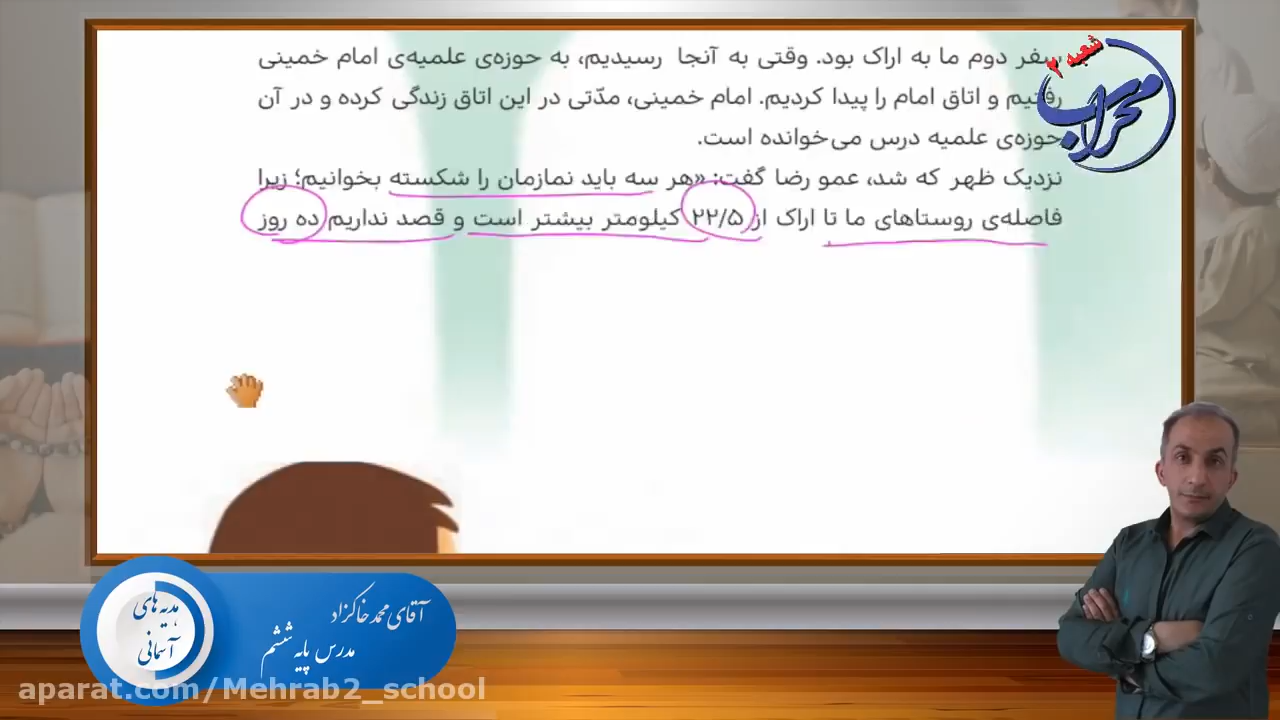 سفر دوم ما به اراک بود. وقتی به آنجا رسیدیم، به حوزه‌ی علمیه‌ی امام خمینی
رفتیم و اتاق امام را پیدا کردیم. امام خمینی، مدّتی در این اتاق زندگی کرده و در آن
حوزه‌ی علمیه درس می‌خوانده است.
نزدیک ظهر که شد، عمو رضا گفت: «هر سه باید نمازمان را شکسته بخوانیم؛ زیرا
فاصله‌ی روستاهای ما تا اراک از ۲۲/۵ کیلومتر بیشتر است و قصد نداریم ده روز
شعبه ۲
محراب
هدیه های
آسمانی
آقای محمد خاکزاد
مدرس پایه ششم
aparat.com/Mehrab2_school